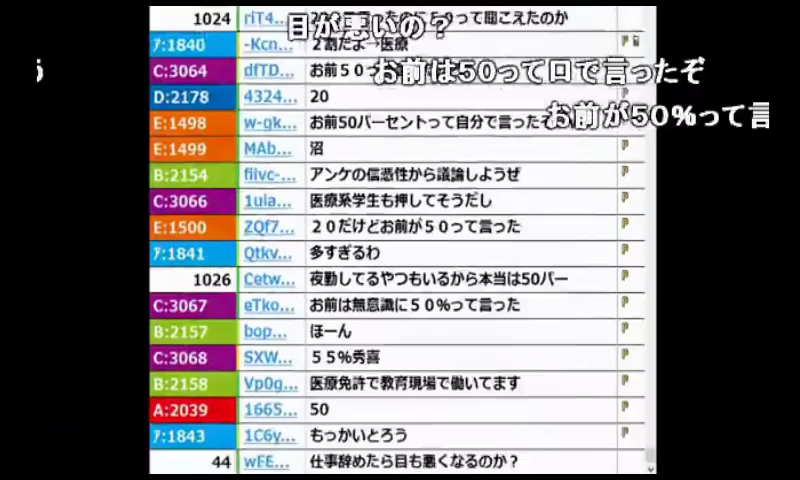 1024 riT4...
目が悪いの？
ｱ:1840 -Kcn... ２割だよ→医療
C:3064 dfTD... お前５０っ
お前は50って口で言ったぞ
D:2178 4324... 20
お前が50%って言
E:1498 w-gk... お前50パーセントって自分で言った
E:1499 MAb... 沼
B:2154 fiivc-... アンケの信憑性から議論しようぜ
C:3066 1uia... 医療系学生も押してそうだし
E:1500 ZQf7... ２０だけどお前が５０って言った
ｱ:1841 Qtkv... 多すぎるわ
1026 Cetw... 夜勤してるやつもいるから本当は50パー
C:3067 eTko... お前は無意識に５０%って言った
B:2157 bop... ほーん
C:3068 SXW... ５５%秀喜
B:2158 Vp0g... 医療免許で教育現場で働いてます
A:2039 1665... 50
ｱ:1843 1C6y... もっかいとろう
44 wFE... 仕事辞めたら目も悪くなるのか？